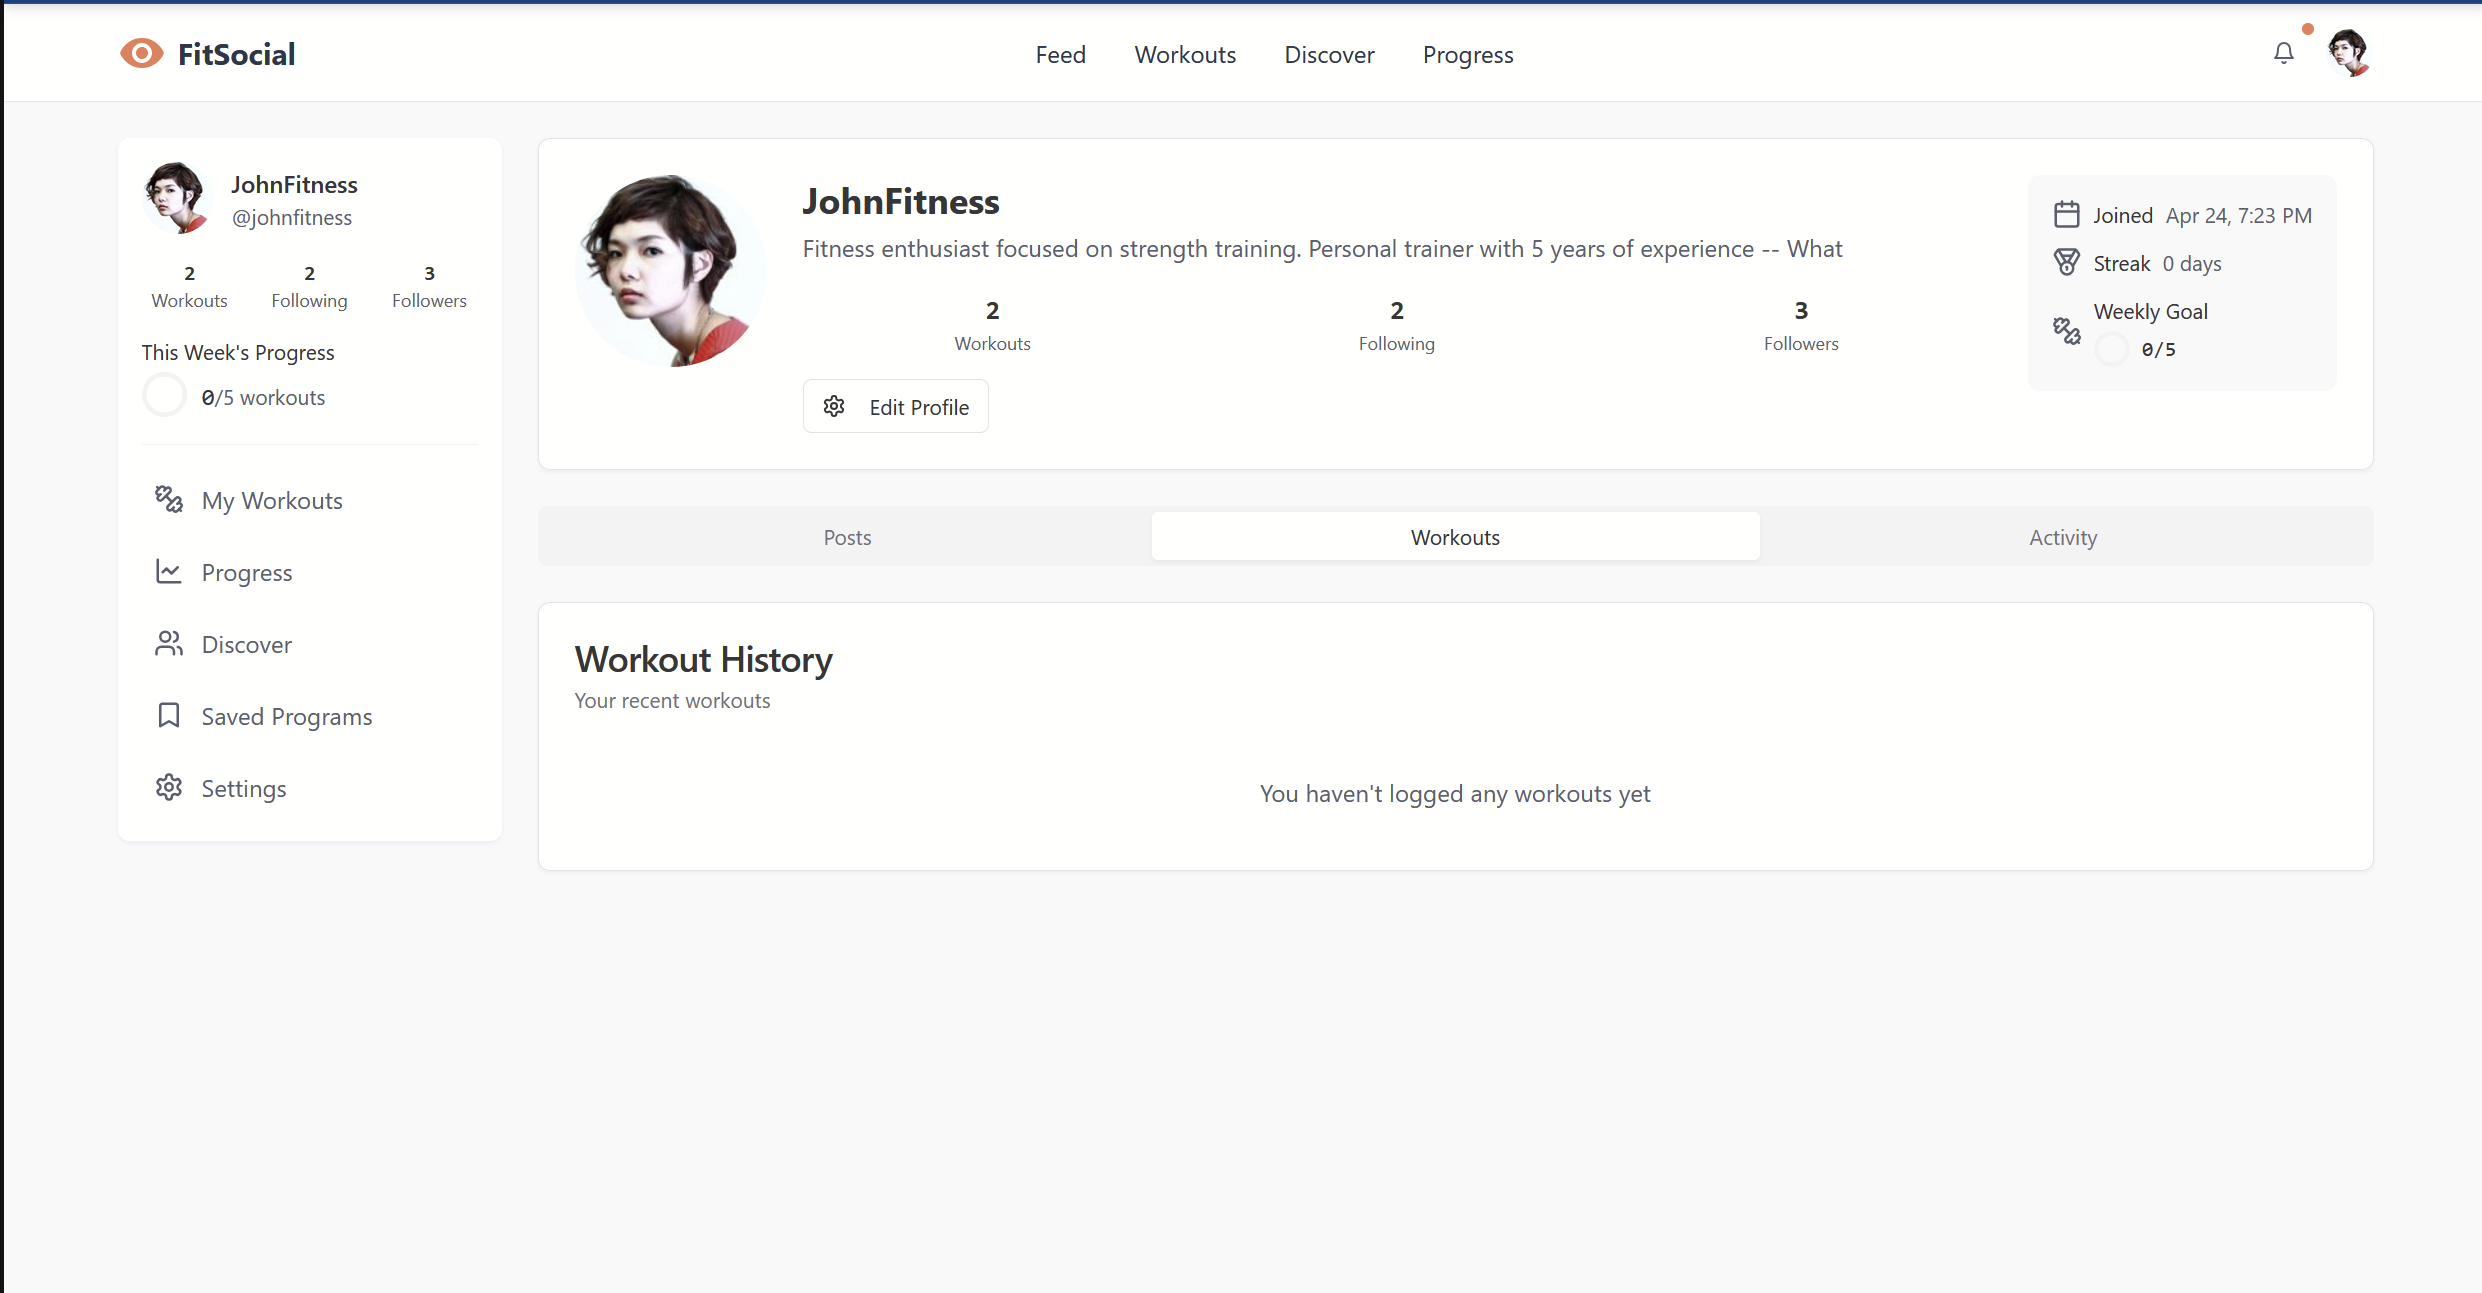 FitSocial
Feed
Workouts
Discover
Progress
JohnFitness
@johnfitness
2
2
3
Workouts
Following
Followers
This Week's Progress
0/5 workouts
My Workouts
Progress
Discover
Saved Programs
Settings
JohnFitness
Fitness enthusiast focused on strength training. Personal trainer with 5 years of experience -- What
2
2
3
Workouts
Following
Followers
Edit Profile
Joined Apr 24, 7:23 PM
Streak 0 days
Weekly Goal
0/5
Posts
Workouts
Activity
Workout History
Your recent workouts
You haven't logged any workouts yet